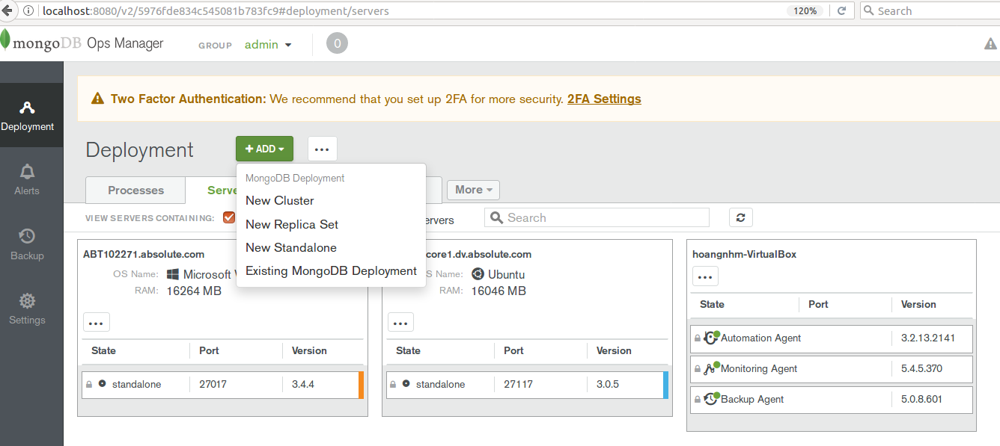 localhost:8080/v2/5976fde834c545081b783fc9#deployment/servers 120% Search
mongoDB Ops Manager GROUP admin 0
Two Factor Authentication: We recommend that you set up 2FA for more security. 2FA Settings
Deployment
Alerts
Backup
Settings
Deployment + ADD ...
MongoDB Deployment
New Cluster
New Replica Set
New Standalone
Existing MongoDB Deployment
Processes Serve More
VIEW SERVERS CONTAINING: ervers Search
ABT102271.absolute.com
OS Name: Microsoft
RAM: 16264 MB
...
State Port Version
standalone 27017 3.4.4
core1.dv.absolute.com
S Name: Ubuntu
RAM: 16046 MB
...
State Port Version
standalone 27117 3.0.5
hoangnhm-VirtualBox
...
State Port Version
Automation Agent 3.2.13.2141
Monitoring Agent 5.4.5.370
Backup Agent 5.0.8.601